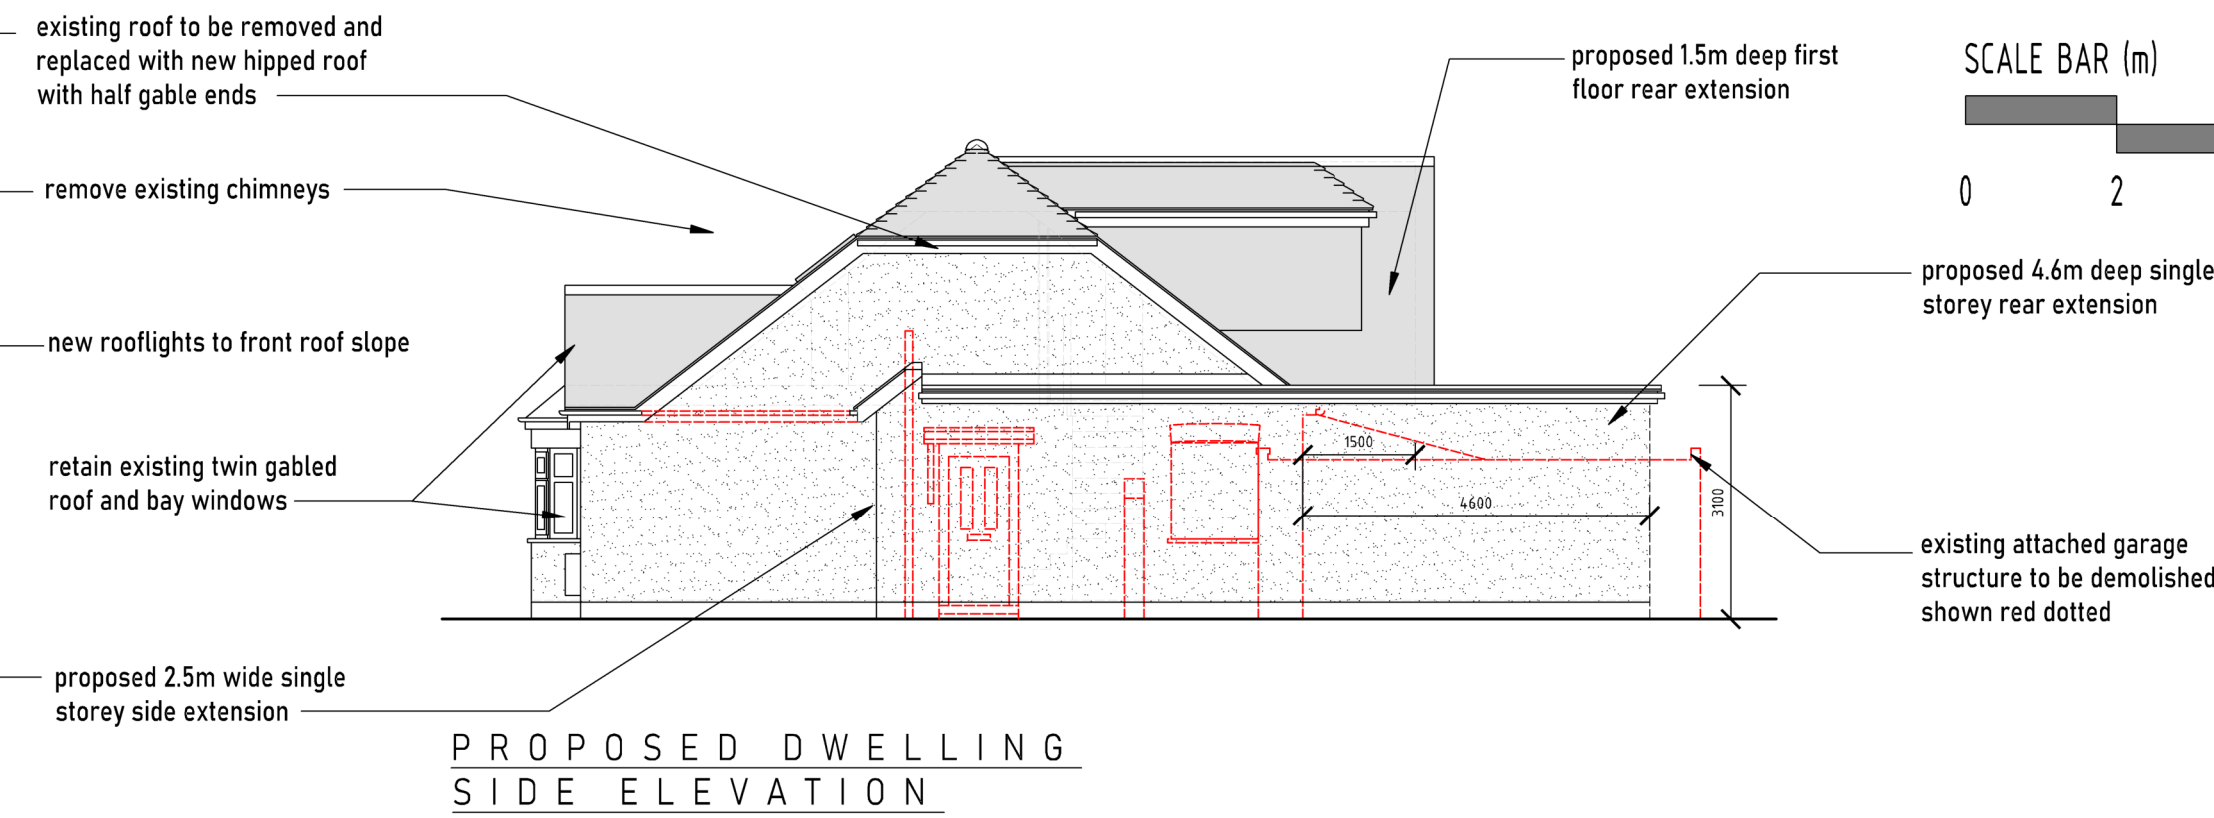 existing roof to be removed and
replaced with new hipped roof
with half gable ends
remove existing chimneys
new rooflights to front roof slope
retain existing twin gabled
roof and bay windows
proposed 2.5m wide single
storey side extension
proposed 1.5m deep first
floor rear extension
SCALE BAR (m)
0 2
proposed 4.6m deep single
storey rear extension
1500
4600
3100
existing attached garage
structure to be demolished
shown red dotted
PROPOSED DWELLING
SIDE ELEVATION